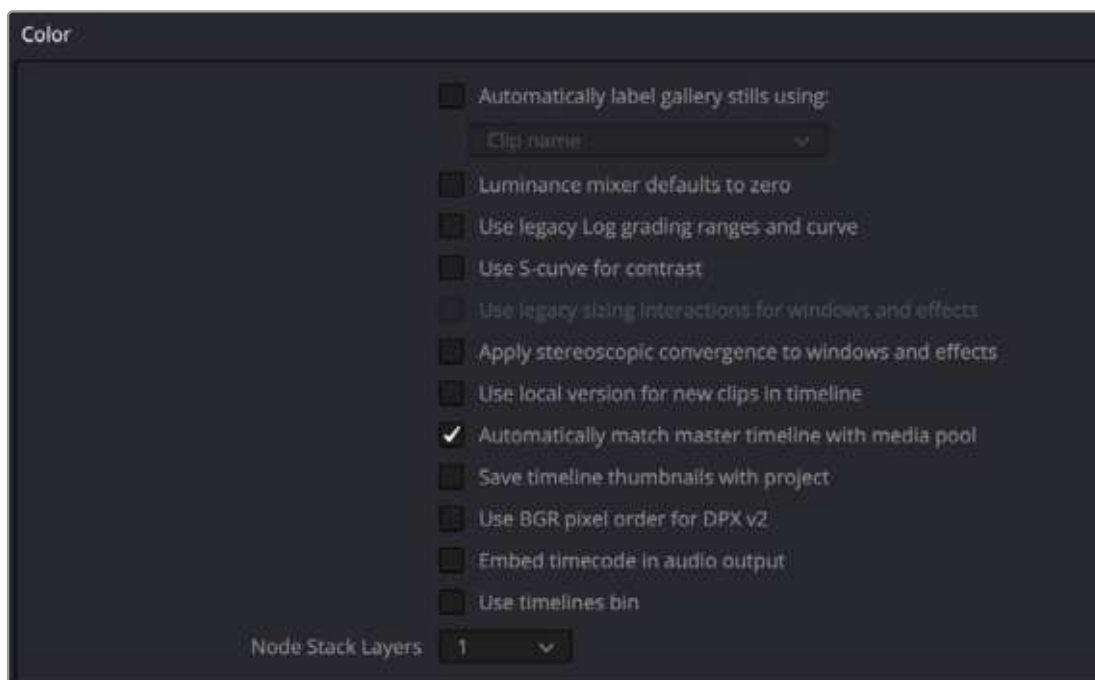 Color
Automatically label gallery stills using:
Clip name
Luminance mixer defaults to zero
Use legacy Log grading ranges and curve
Use S-curve for contrast
Use legacy sizing interactions for windows and effects
Apply stereoscopic convergence to windows and effects
Use local version for new clips in timeline
Automatically match master timeline with media pool
Save timeline thumbnails with project
Use BGR pixel order for DPX v2
Embed timecode in audio output
Use timelines bin
Node Stack Layers 1